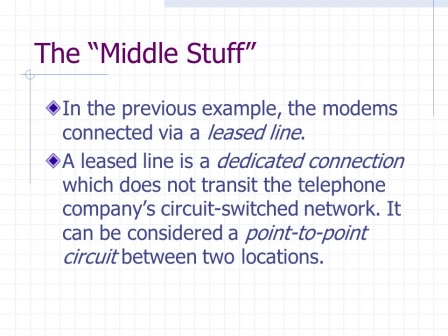 The “Middle Stuff”
In the previous example, the modems
connected via a leased line.
A leased line is a dedicated connection
which does not transit the telephone
company’s circuit-switched network. It
can be considered a point-to-point
circuit between two locations.